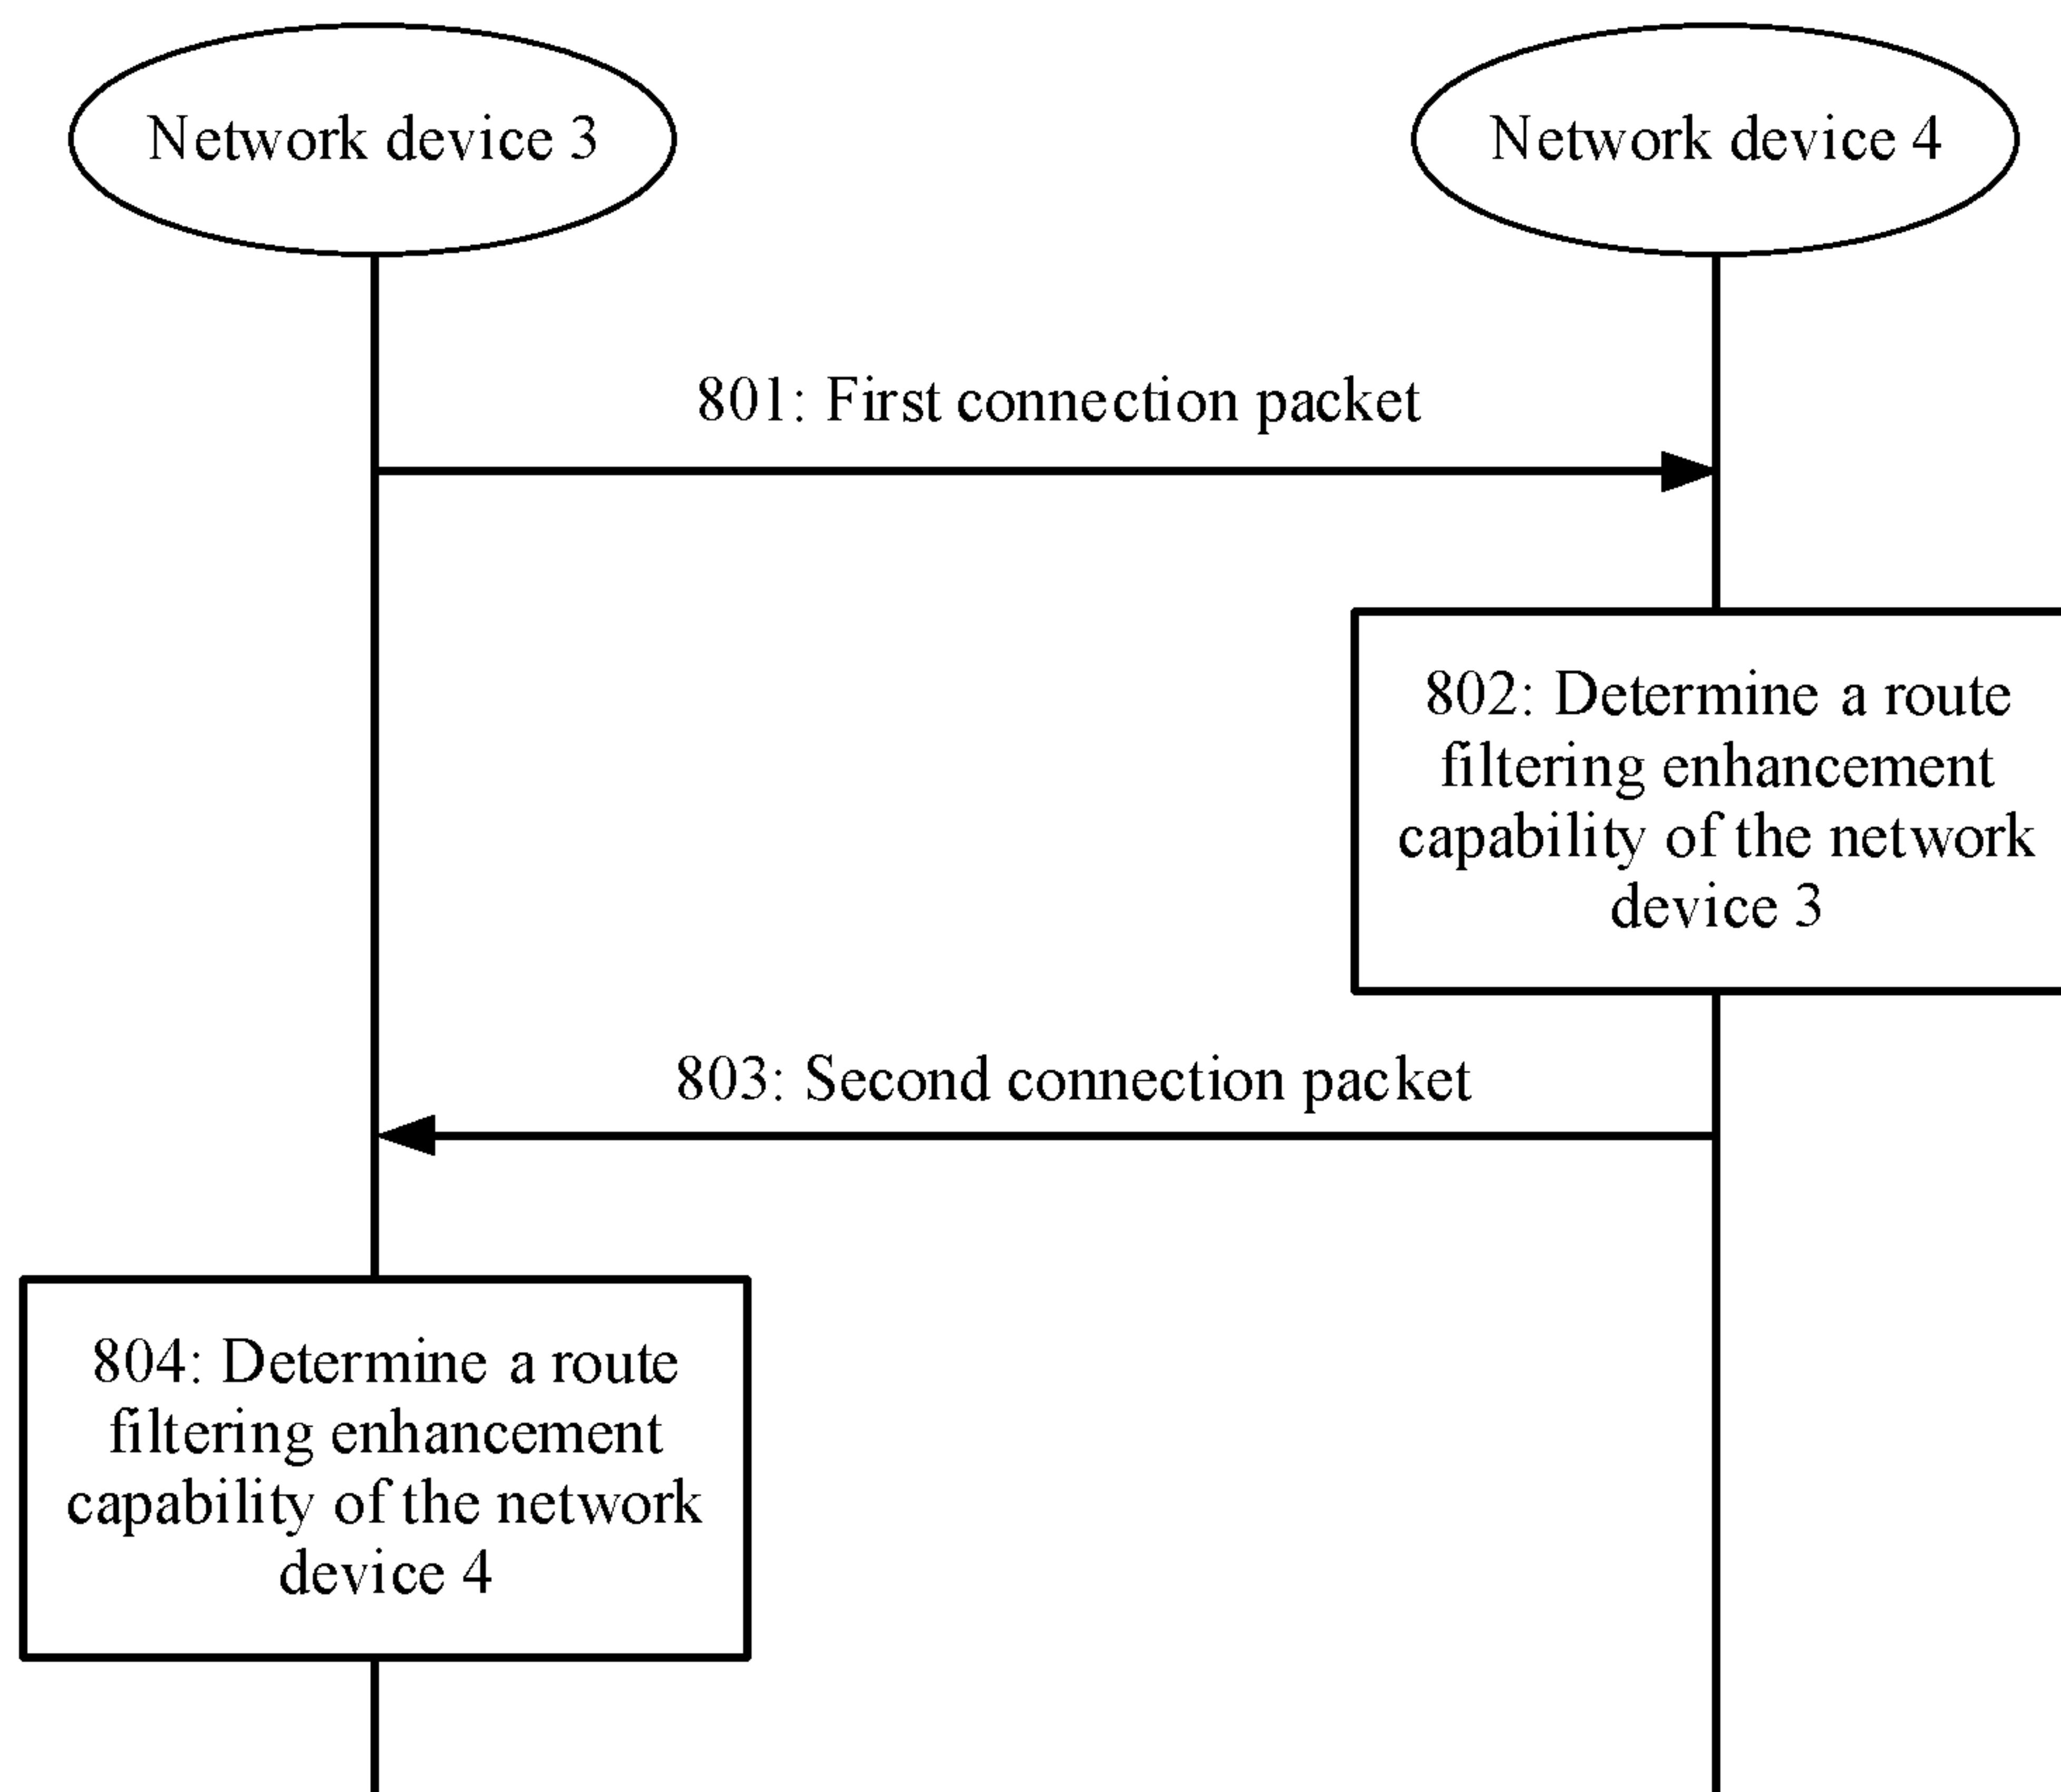 Network device 3
Network device 4
801: First connection packet
802: Determine a route
filtering enhancement
capability of the network
device 3
803: Second connection packet
804: Determine a route
filtering enhancement
capability of the network
device 4